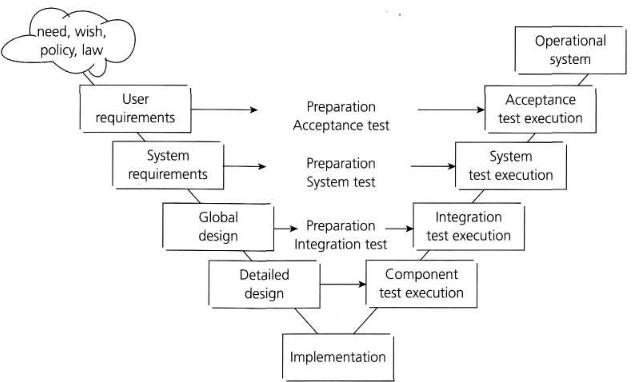 need, wish,
policy, law
Operational
system
User
requirements
Preparation
Acceptance test
Acceptance
test execution
System
requirements
Preparation
System test
System
test execution
Global
design
Preparation
Integration test
Integration
test execution
Detailed
design
Component
test execution
Implementation